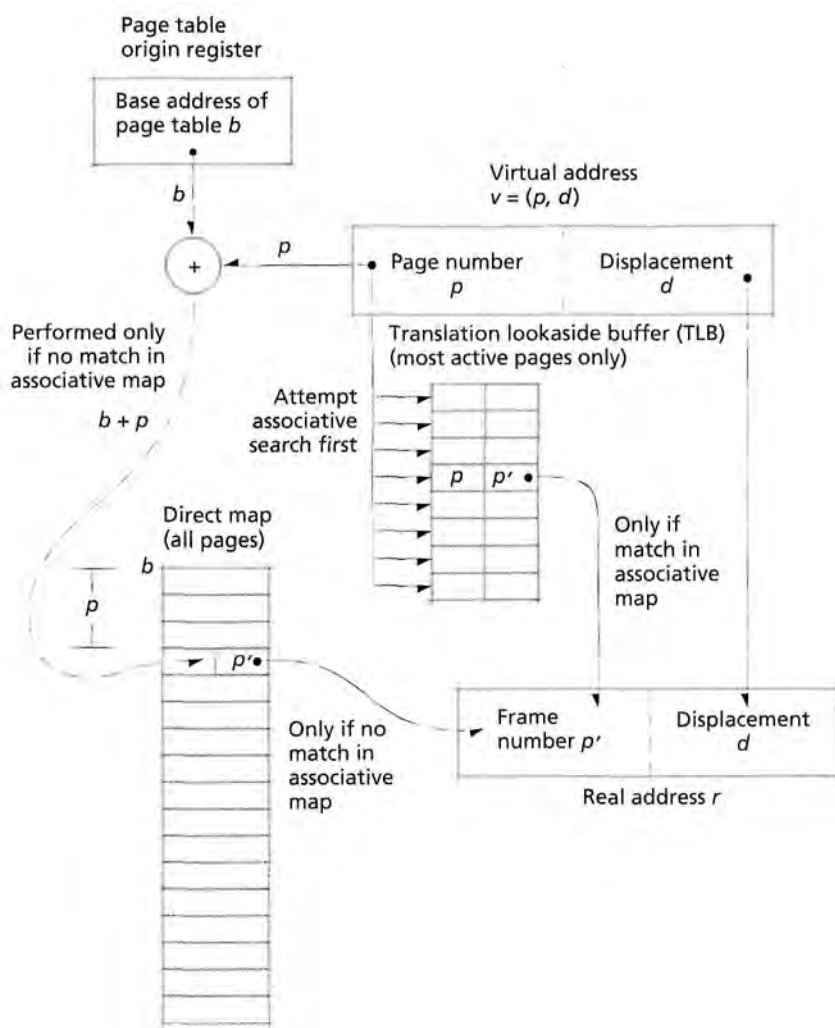 Page table
origin register
Base address of
page table b
b
Virtual address
v = (p, d)
p
+
Page number
p
Displacement
d
Performed only
if no match in
associative map
b + p
Translation lookaside buffer (TLB)
(most active pages only)
Attempt
associative
search first
p p′
Only if
match in
associative
map
Direct map
(all pages)
b
p
p′
Only if no
match in
associative
map
Frame
number p′
Displacement
d
Real address r